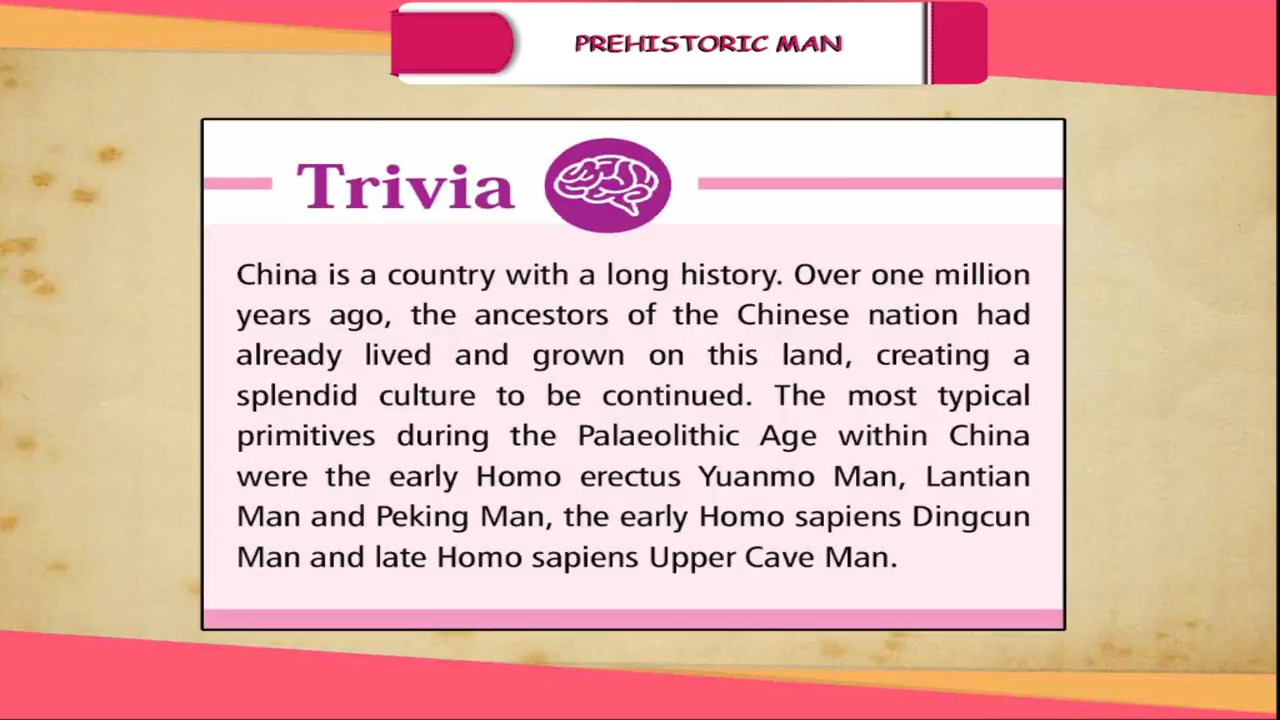 PREHISTORIC MAN
Trivia
China is a country with a long history. Over one million
years ago, the ancestors of the Chinese nation had
already lived and grown on this land, creating a
splendid culture to be continued. The most typical
primitives during the Palaeolithic Age within China
were the early Homo erectus Yuanmo Man, Lantian
Man and Peking Man, the early Homo sapiens Dingcun
Man and late Homo sapiens Upper Cave Man.